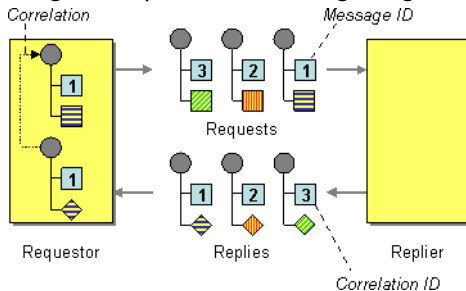 Correlation
Message ID
1
3
2
1
Requests
1
1
2
3
Requestor
Replies
Replier
Correlation ID